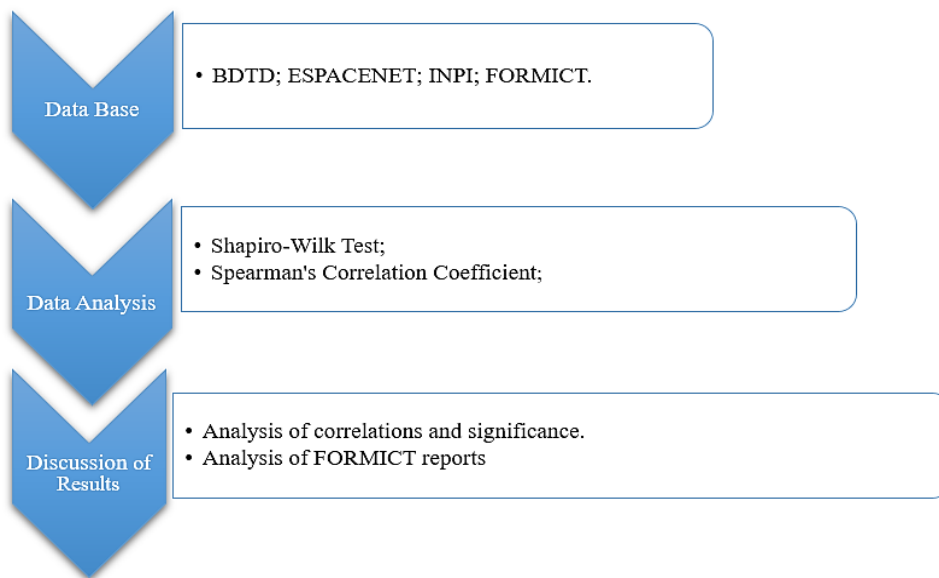 Data Base
• BDTD; ESPACENET; INPI; FORMICT.
Data Analysis
• Shapiro-Wilk Test;
• Spearman's Correlation Coefficient;
Discussion of
Results
• Analysis of correlations and significance.
• Analysis of FORMICT reports